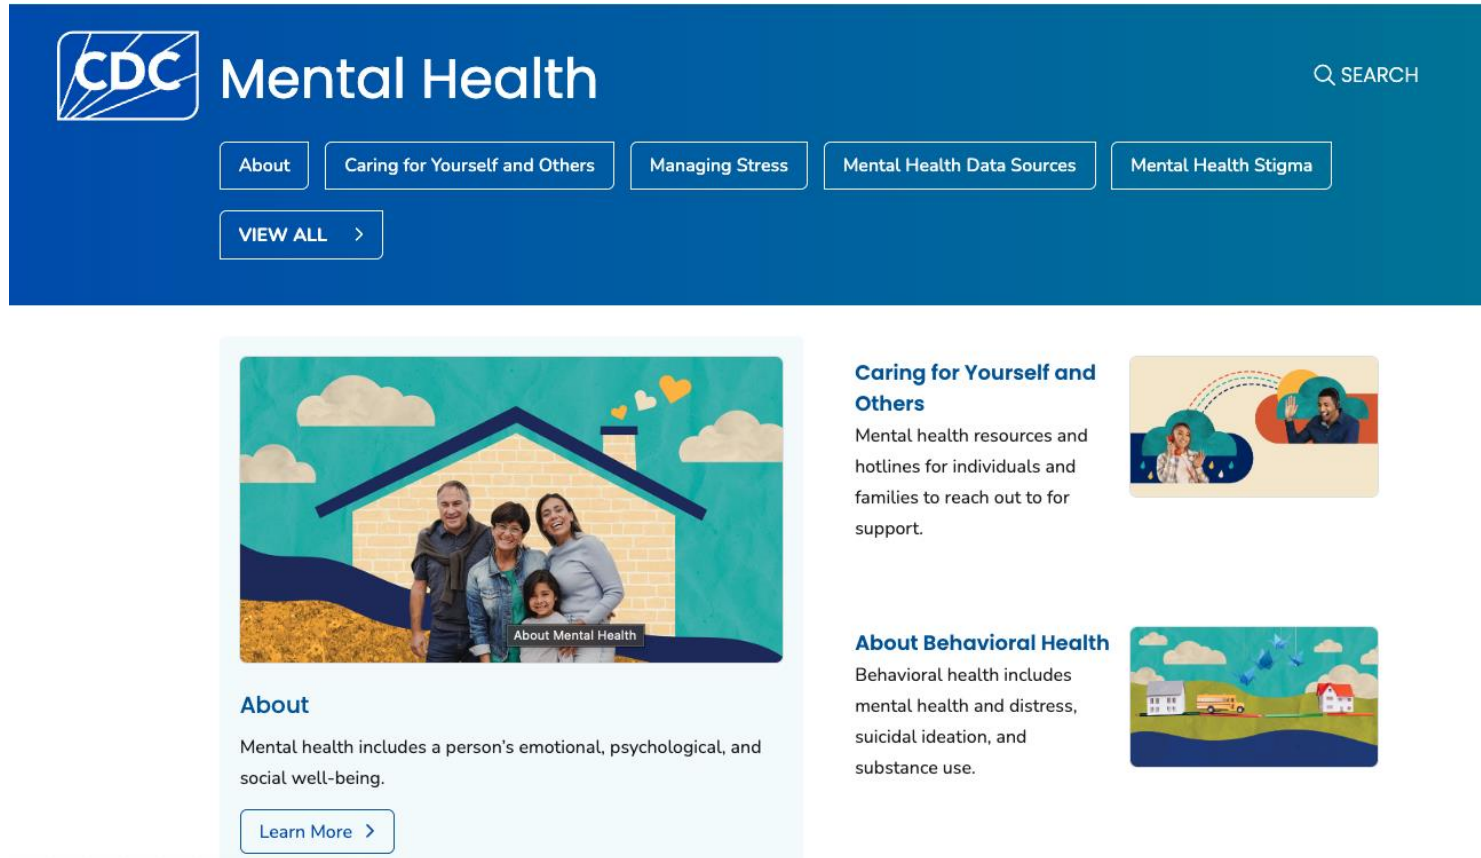 CDC
Mental Health
SEARCH
About
Caring for Yourself and Others
Managing Stress
Mental Health Data Sources
Mental Health Stigma
VIEW ALL
About Mental Health
About
Mental health includes a person's emotional, psychological, and
social well-being.
Learn More
Caring for Yourself and
Others
Mental health resources and
hotlines for individuals and
families to reach out to for
support.
About Behavioral Health
Behavioral health includes
mental health and distress,
suicidal ideation, and
substance use.